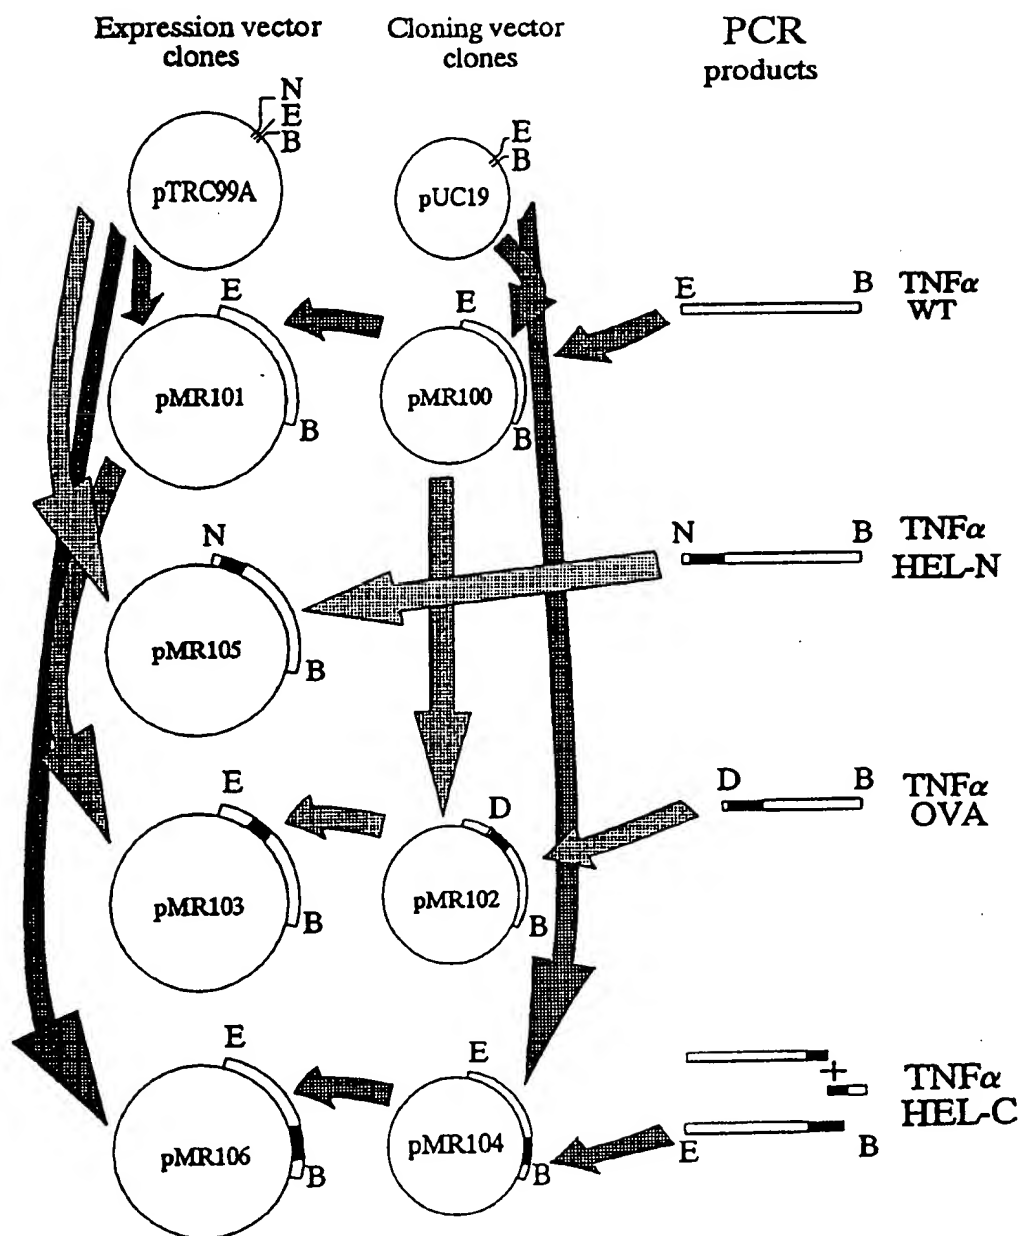 Expression vector
clones
Cloning vector
clones
PCR
products
N
E
B
pTRC99A
E
B
pUC19
E
B
pMR101
E
B
pMR100
E
B
TNFα
WT
N
B
pMR105
N
B
TNFα
HEL-N
E
B
pMR103
D
B
pMR102
D
B
TNFα
OVA
E
B
pMR106
E
B
pMR104
+
E
B
TNFα
HEL-C